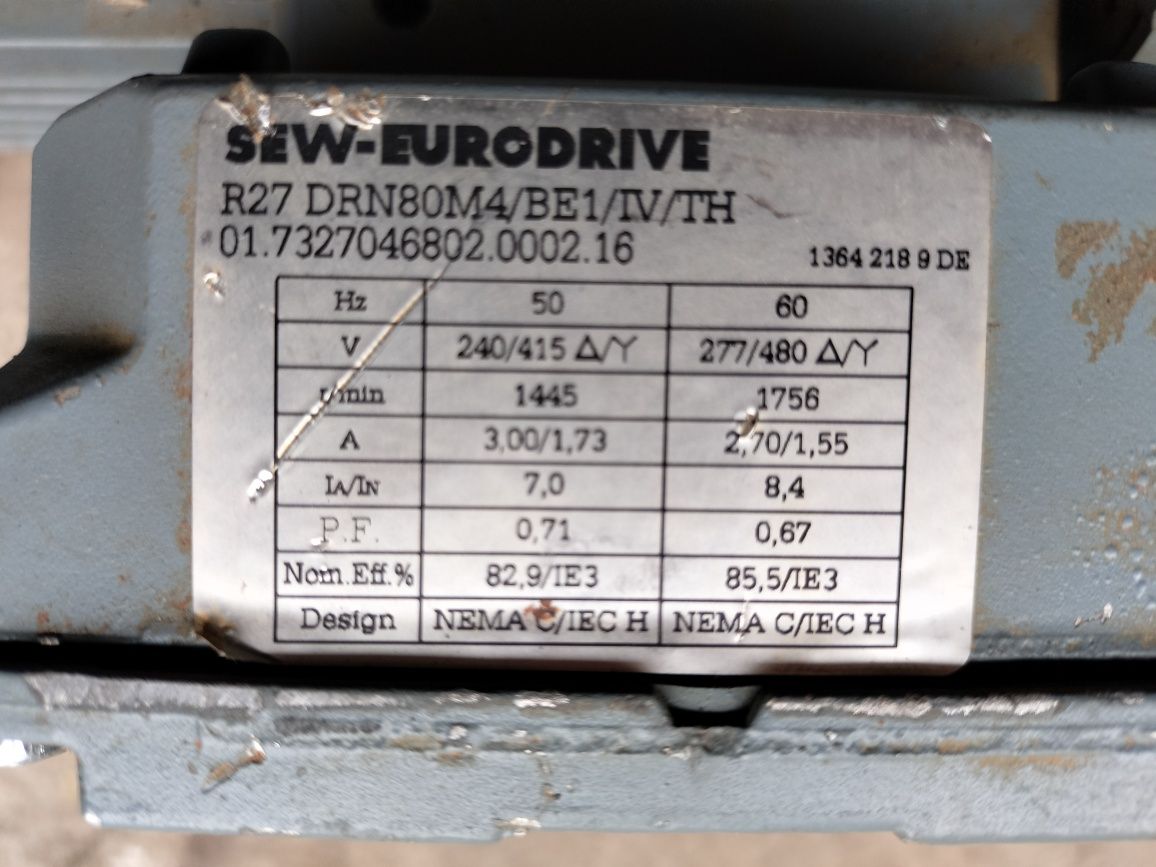 SEW-EURODRIVE
R27 DRN80M4/BE1/IV/TH
01.7327046802.0002.16
1364 218 9 DE
Hz 50 60
V 240/415 Δ/Y 277/480 Δ/Y
r/min 1445 1756
A 3,00/1,73 2,70/1,55
IA/IN 7,0 8,4
P.F. 0,71 0,67
Nom.Eff.% 82,9/IE3 85,5/IE3
Design NEMA C/IEC H NEMA C/IEC H